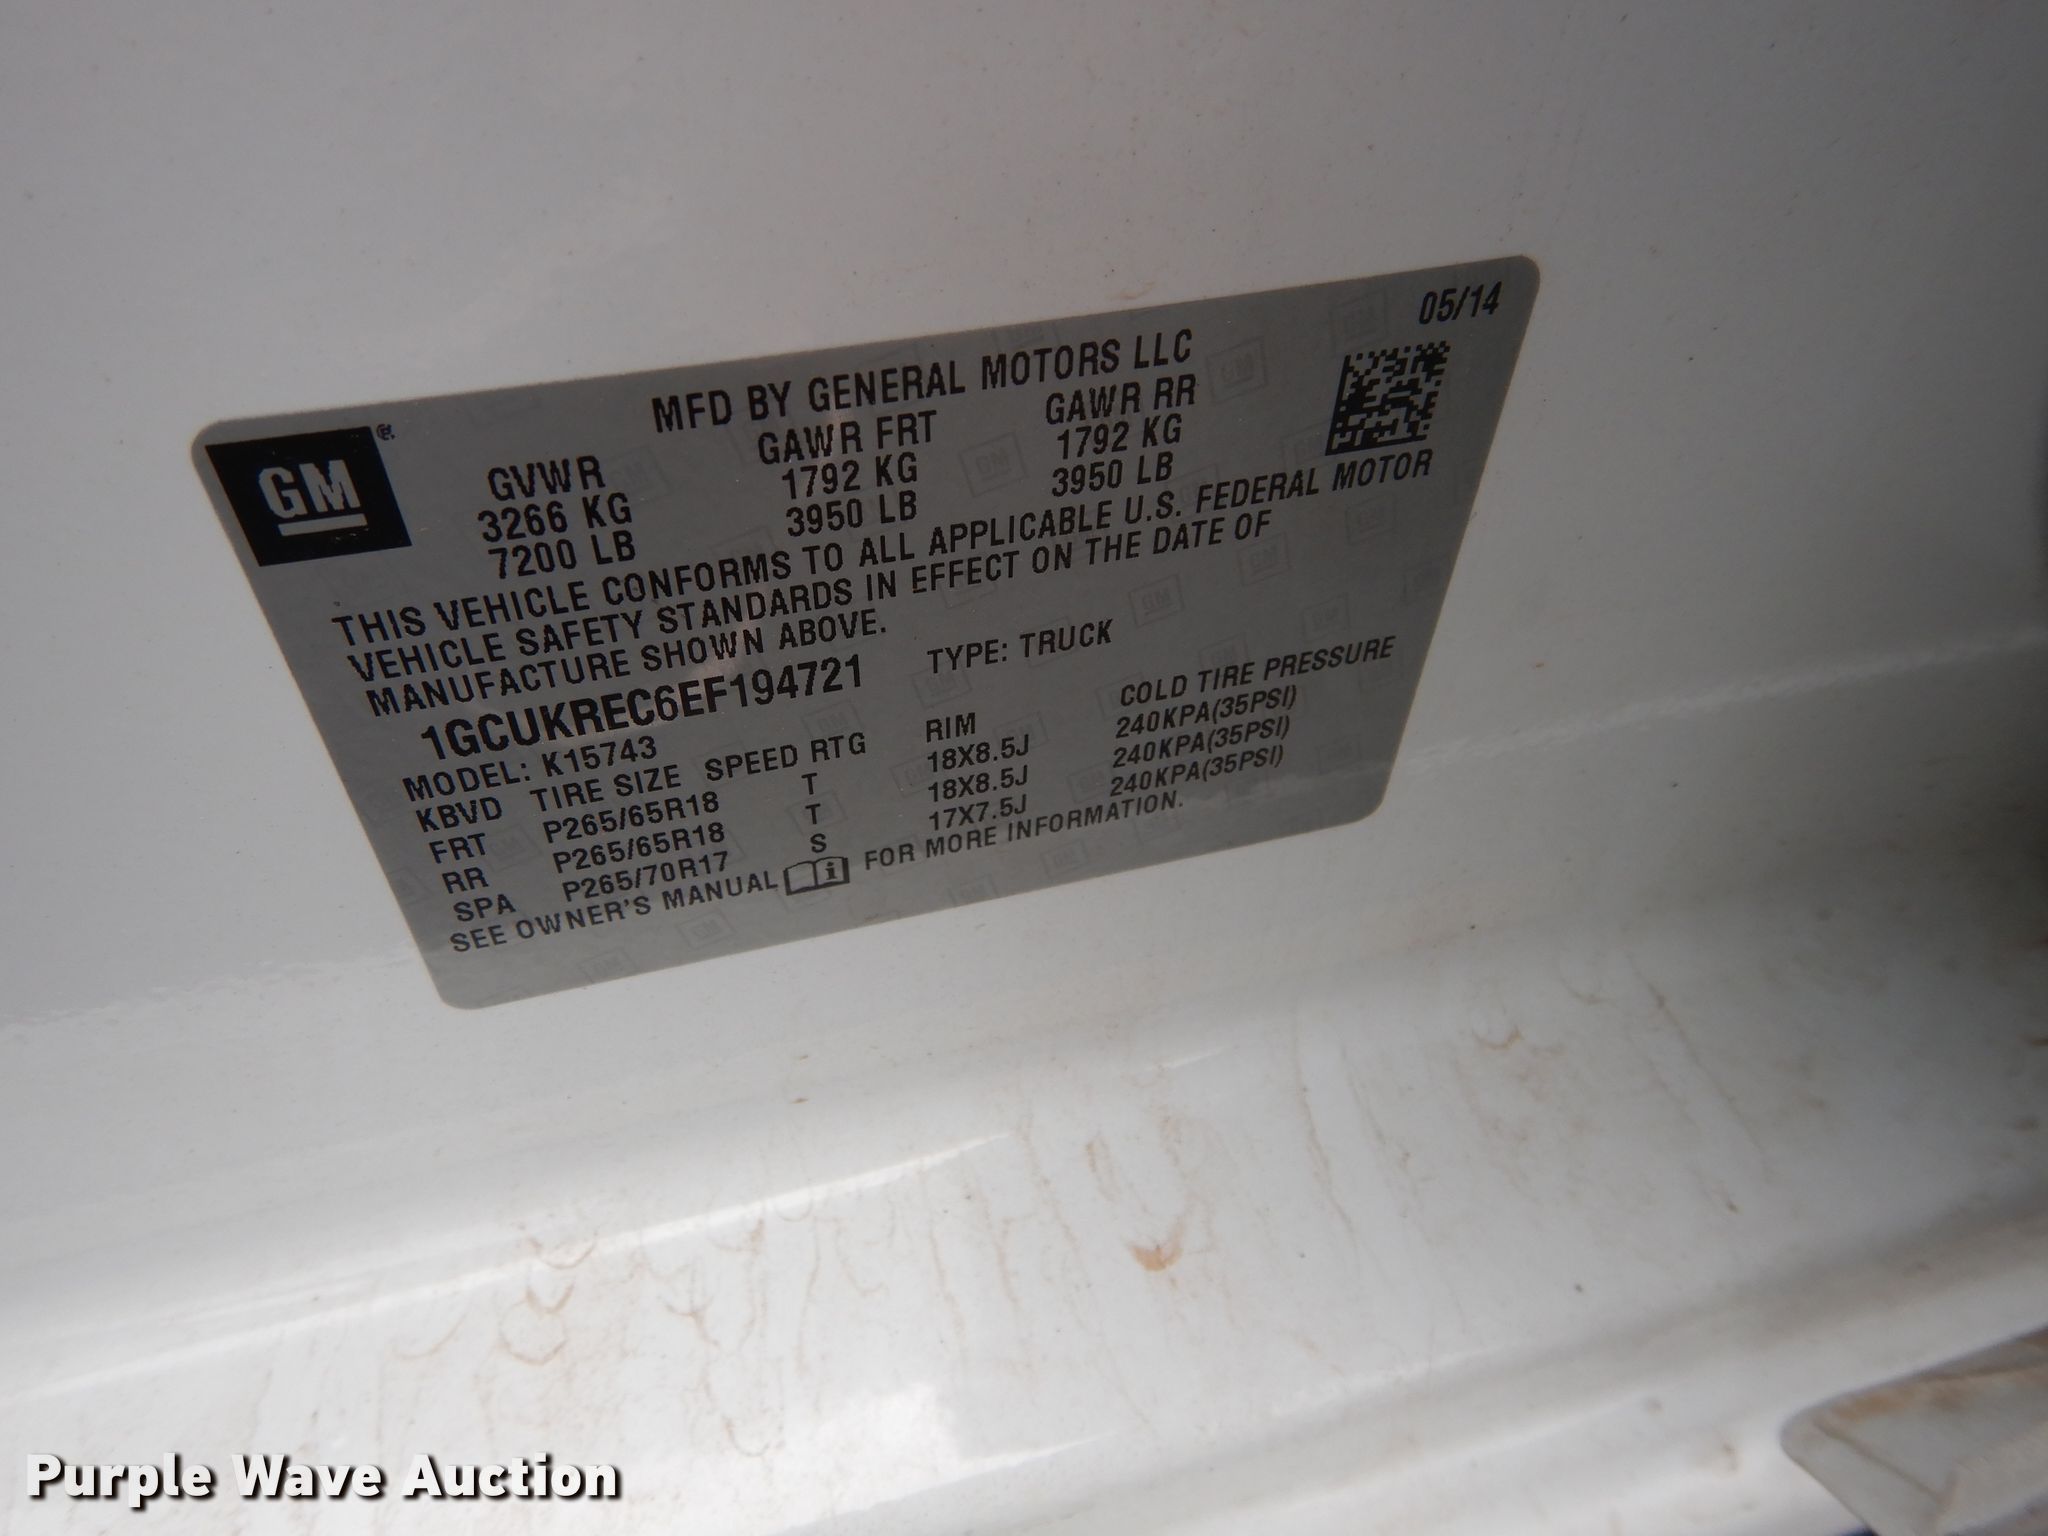 05/14
MFD BY GENERAL MOTORS LLC
GM
GVWR GAWR FRT GAWR RR
3266 KG 1792 KG 1792 KG
7200 LB 3950 LB 3950 LB
THIS VEHICLE CONFORMS TO ALL APPLICABLE U.S. FEDERAL MOTOR
VEHICLE SAFETY STANDARDS IN EFFECT ON THE DATE OF
MANUFACTURE SHOWN ABOVE.
1GCUKREC6EF194721 TYPE: TRUCK
MODEL: K15743
KBVD TIRE SIZE SPEED RTG RIM COLD TIRE PRESSURE
FRT P265/65R18 T 18X8.5J 240KPA(35PSI)
RR P265/65R18 T 18X8.5J 240KPA(35PSI)
SPA P265/70R17 S 17X7.5J 240KPA(35PSI)
SEE OWNER'S MANUAL FOR MORE INFORMATION.
Purple Wave Auction